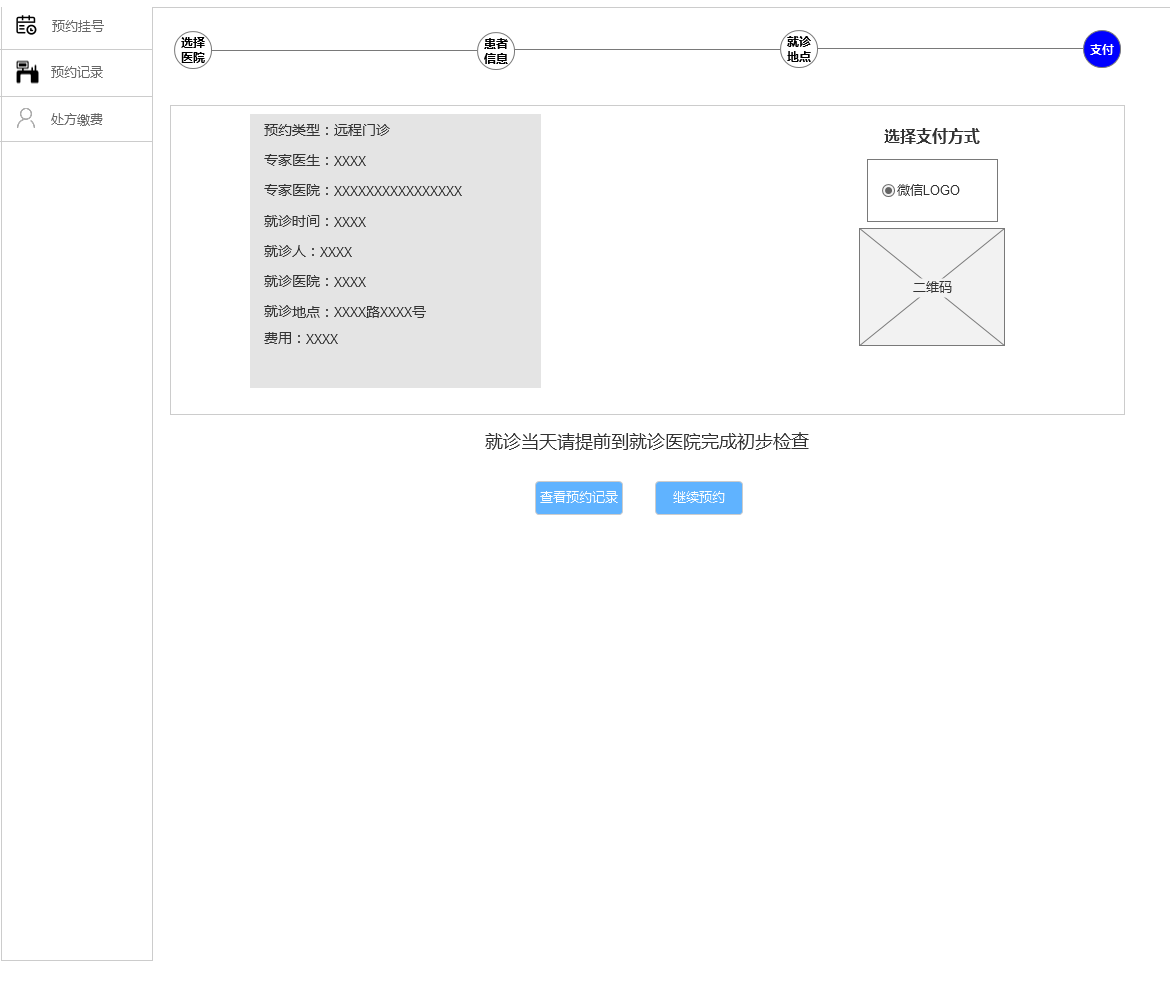 预约挂号
预约记录
处方缴费
选择
医院
患者
信息
就诊
地点
支付
预约类型：远程门诊
专家医生：XXXX
专家医院：XXXXXXXXXXXXXXXX
就诊时间：XXXX
就诊人：XXXX
就诊医院：XXXX
就诊地点：XXXX路XXXX号
费用：XXXX
选择支付方式
微信LOGO
二维码
就诊当天请提前到就诊医院完成初步检查
查看预约记录
继续预约